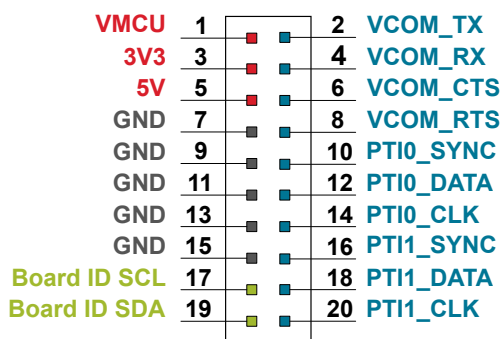 VMCU 1 2 VCOM_TX
3V3 3 4 VCOM_RX
5V 5 6 VCOM_CTS
GND 7 8 VCOM_RTS
GND 9 10 PTI0_SYNC
GND 11 12 PTI0_DATA
GND 13 14 PTI0_CLK
GND 15 16 PTI1_SYNC
Board ID SCL 17 18 PTI1_DATA
Board ID SDA 19 20 PTI1_CLK